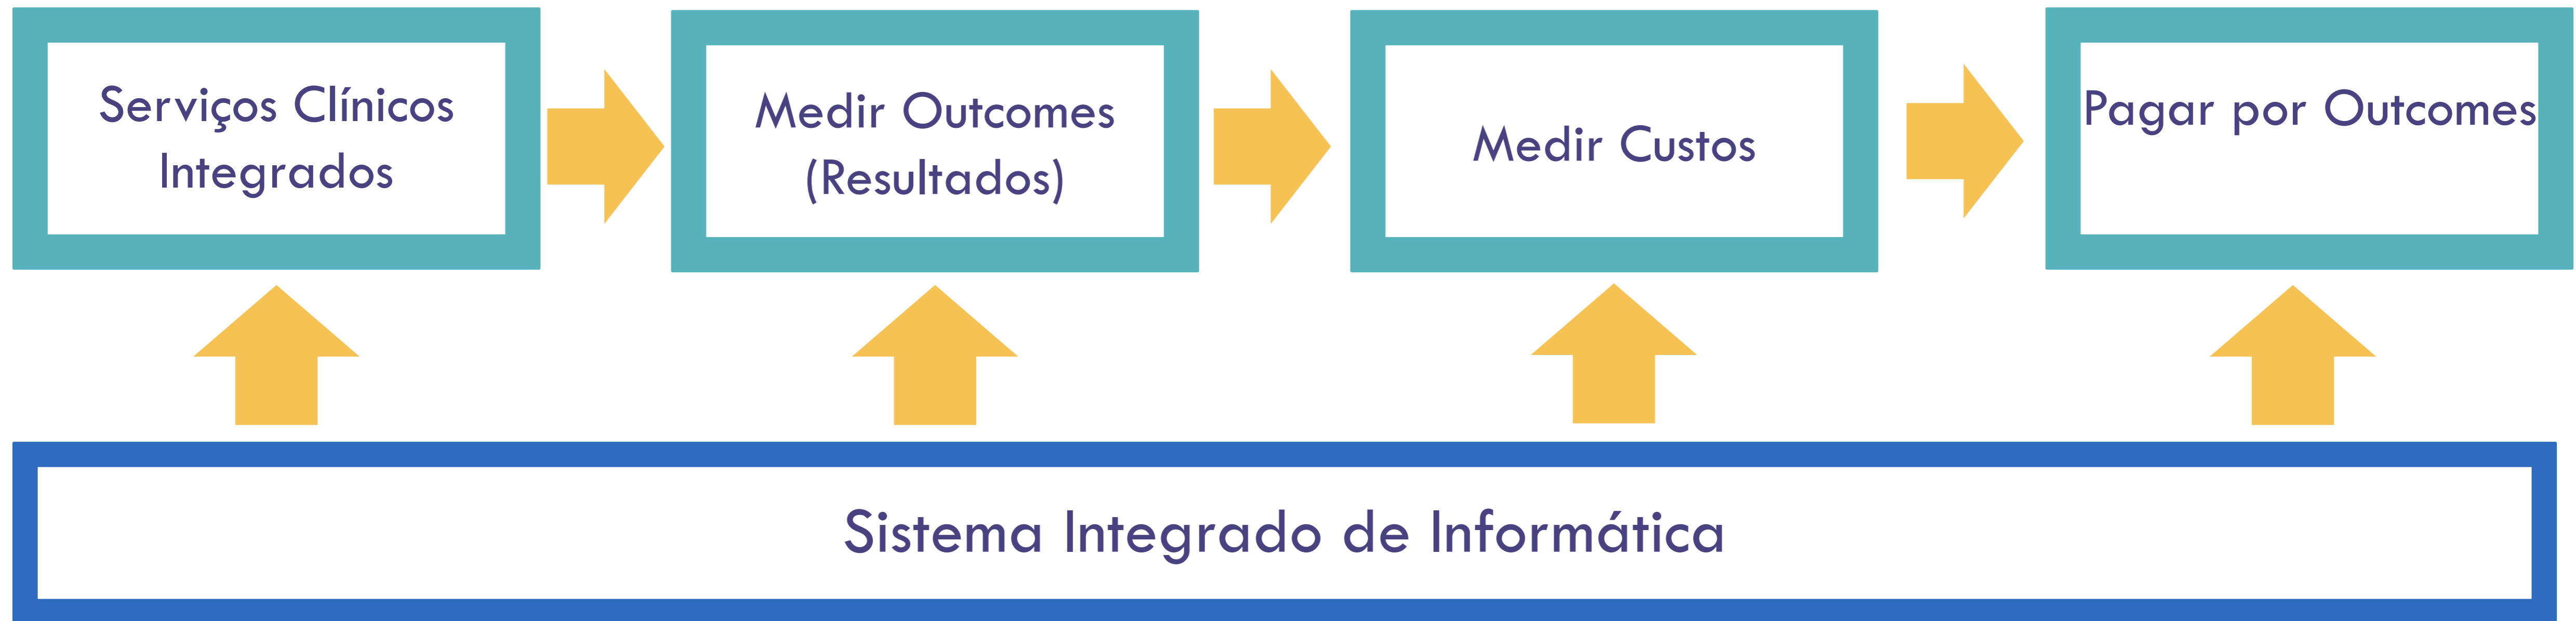 Serviços Clínicos
Integrados
Medir Outcomes
(Resultados)
Medir Custos
Pagar por Outcomes
Sistema Integrado de Informática